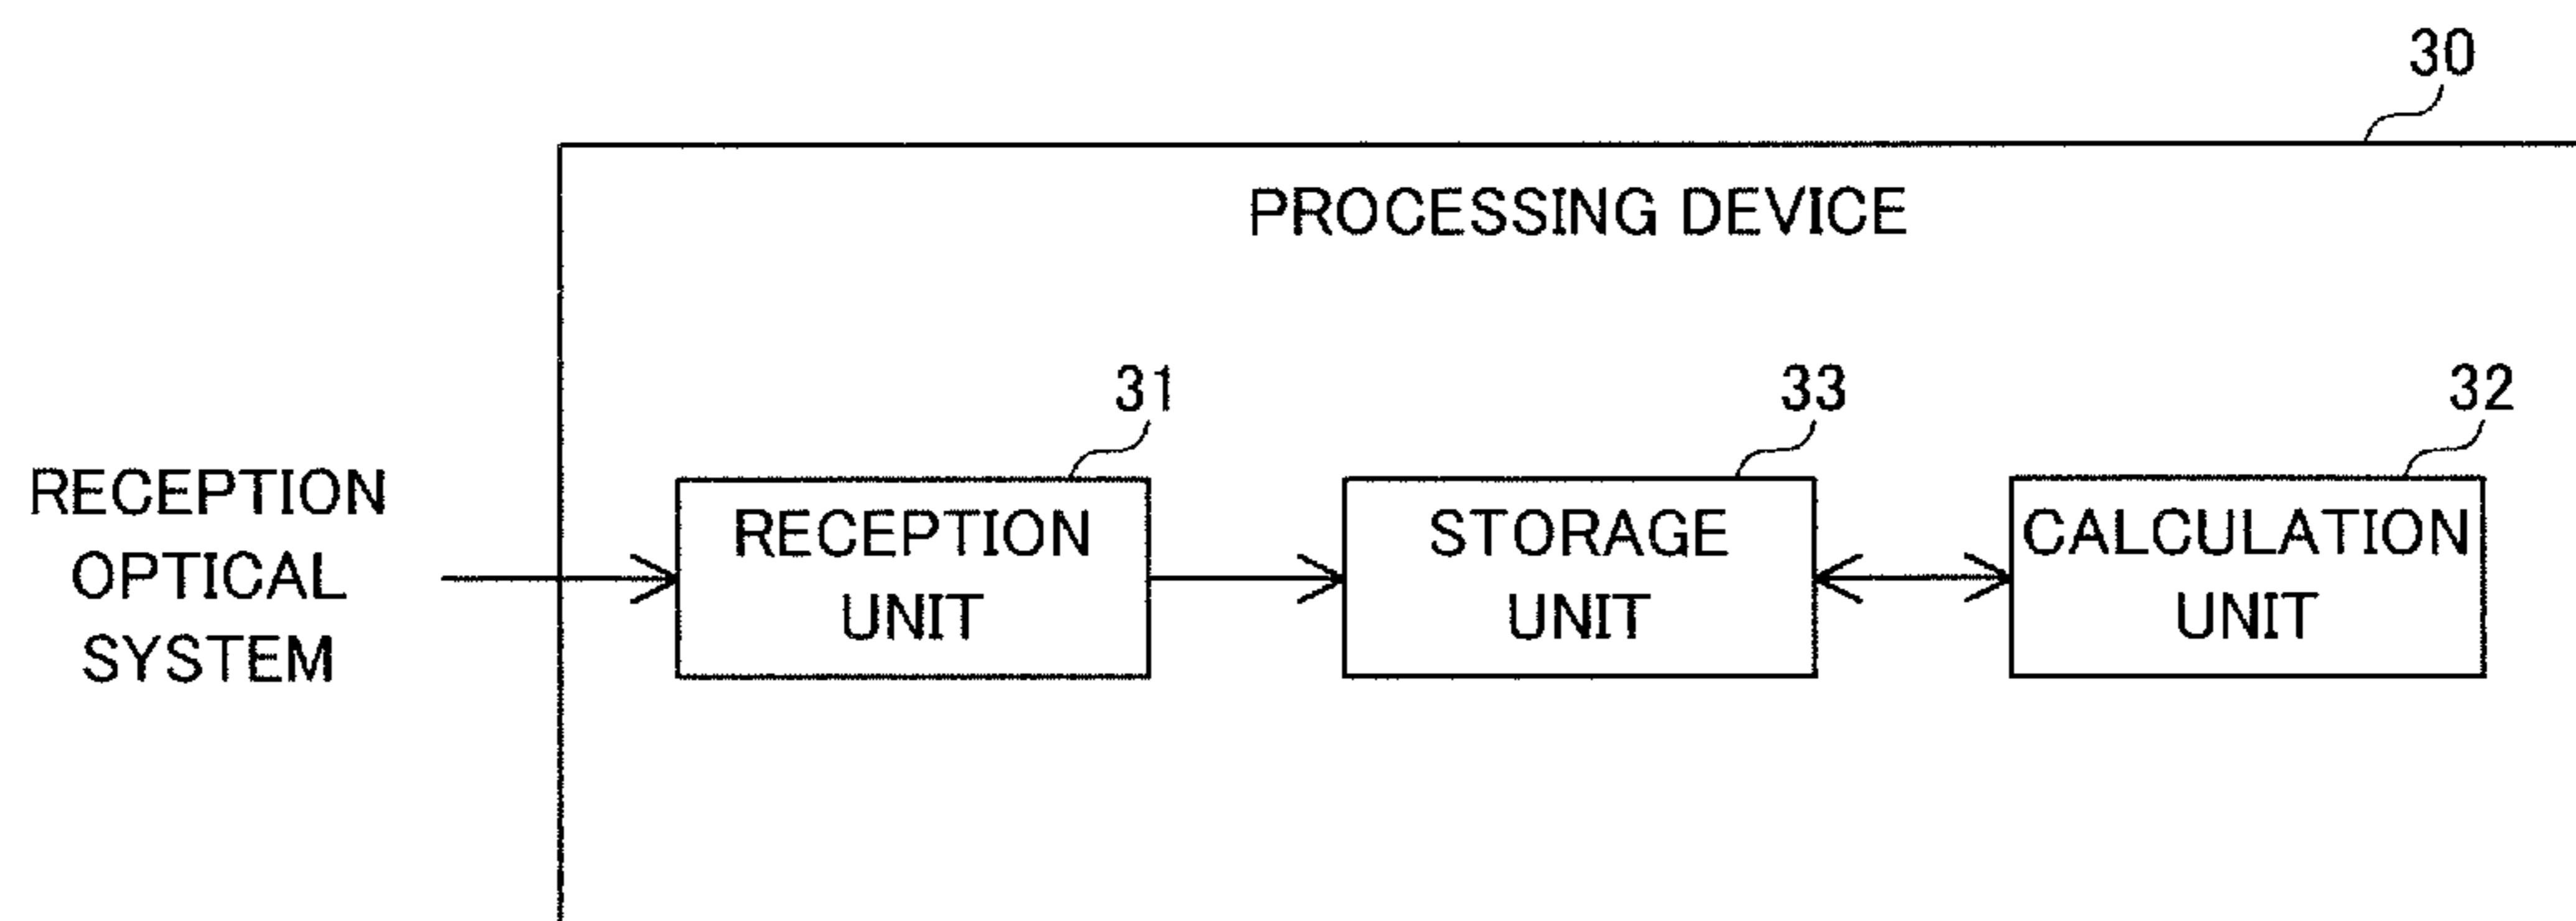 30
PROCESSING DEVICE
31
33
32
RECEPTION
OPTICAL
SYSTEM
RECEPTION
UNIT
STORAGE
UNIT
CALCULATION
UNIT